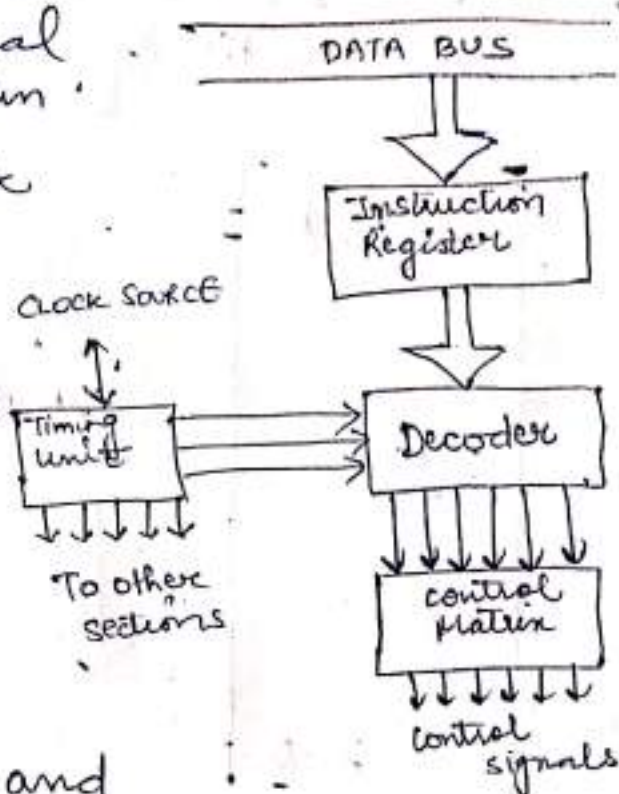 al
DATA BUS
un
Instruction
Register
CLOCK SOURCE
Timing
Unit
Decoder
To other
sections
control
Matrix
control
signals
and